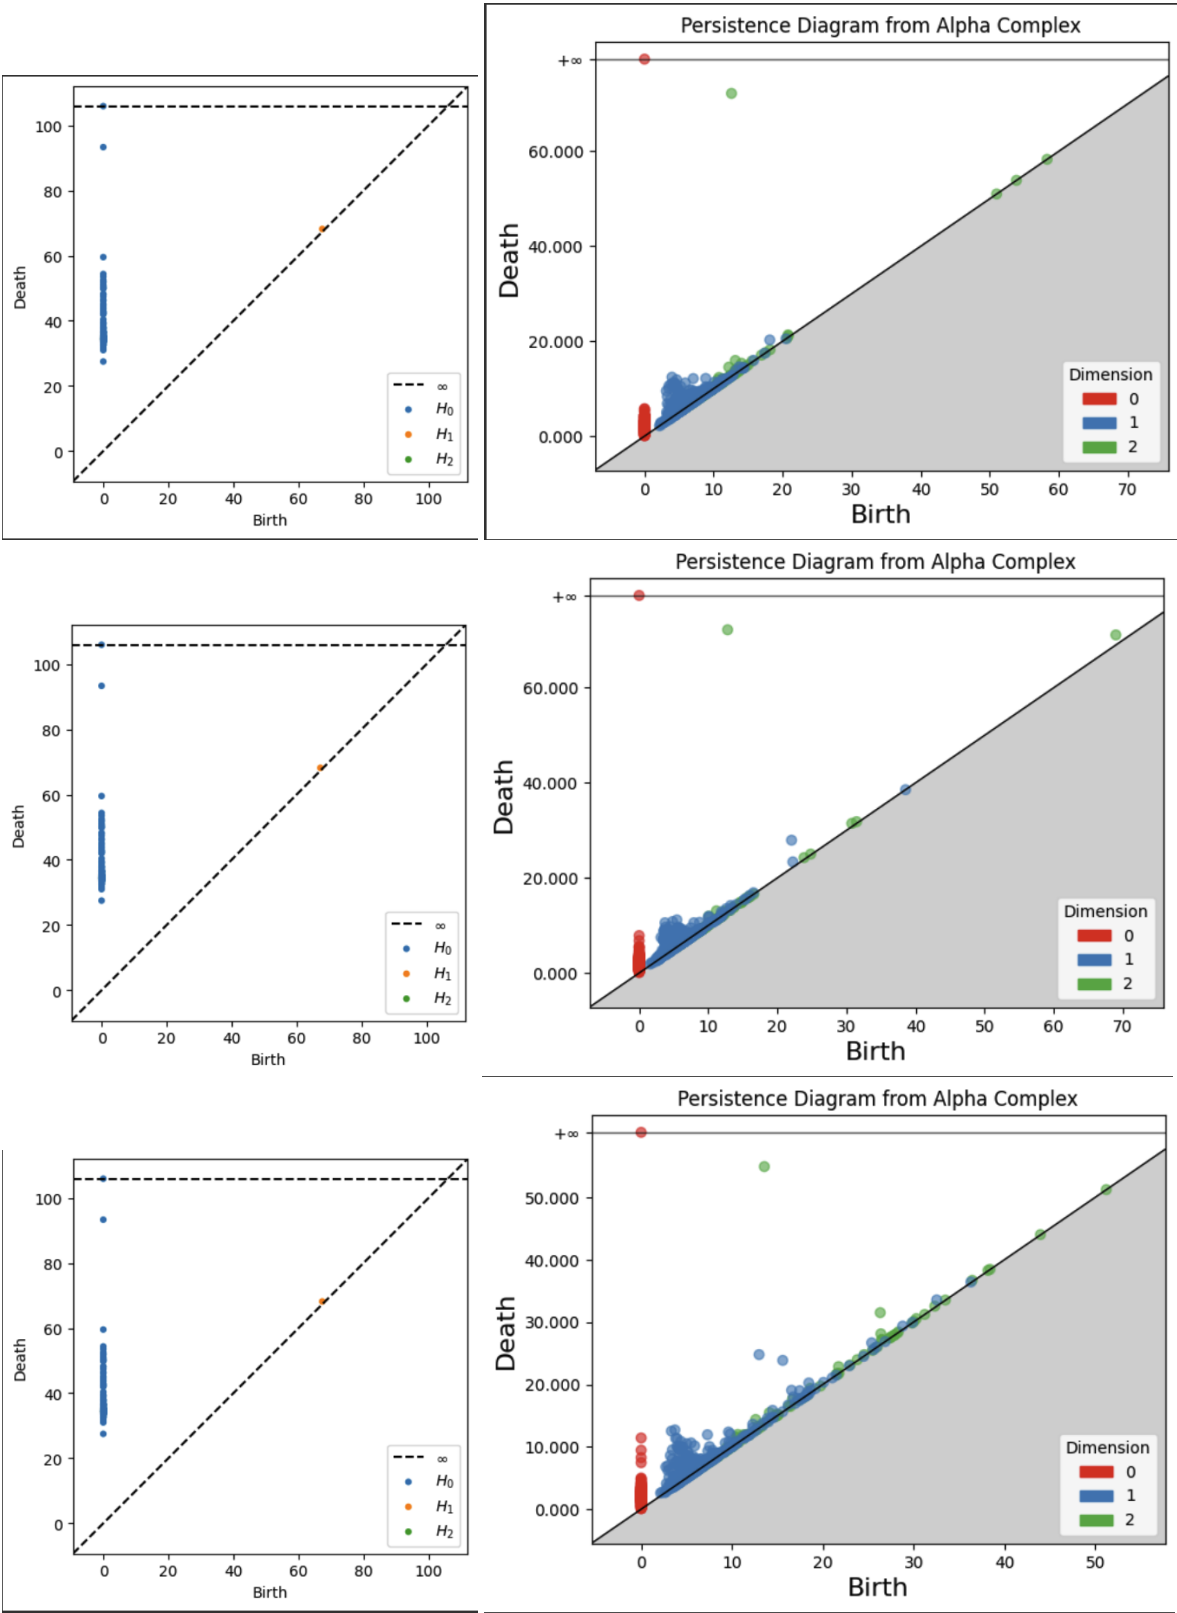 100
80
60
40
20
0
Death
0 20 40 60 80 100
Birth
∞
H0
H1
H2
Persistence Diagram from Alpha Complex
+∞
60.000
40.000
20.000
0.000
Death
0 10 20 30 40 50 60 70
Birth
Dimension
0
1
2
100
80
60
40
20
0
Death
0 20 40 60 80 100
Birth
∞
H0
H1
H2
Persistence Diagram from Alpha Complex
+∞
60.000
40.000
20.000
0.000
Death
0 10 20 30 40 50 60 70
Birth
Dimension
0
1
2
100
80
60
40
20
0
Death
0 20 40 60 80 100
Birth
∞
H0
H1
H2
Persistence Diagram from Alpha Complex
+∞
50.000
40.000
30.000
20.000
10.000
0.000
Death
0 10 20 30 40 50
Birth
Dimension
0
1
2